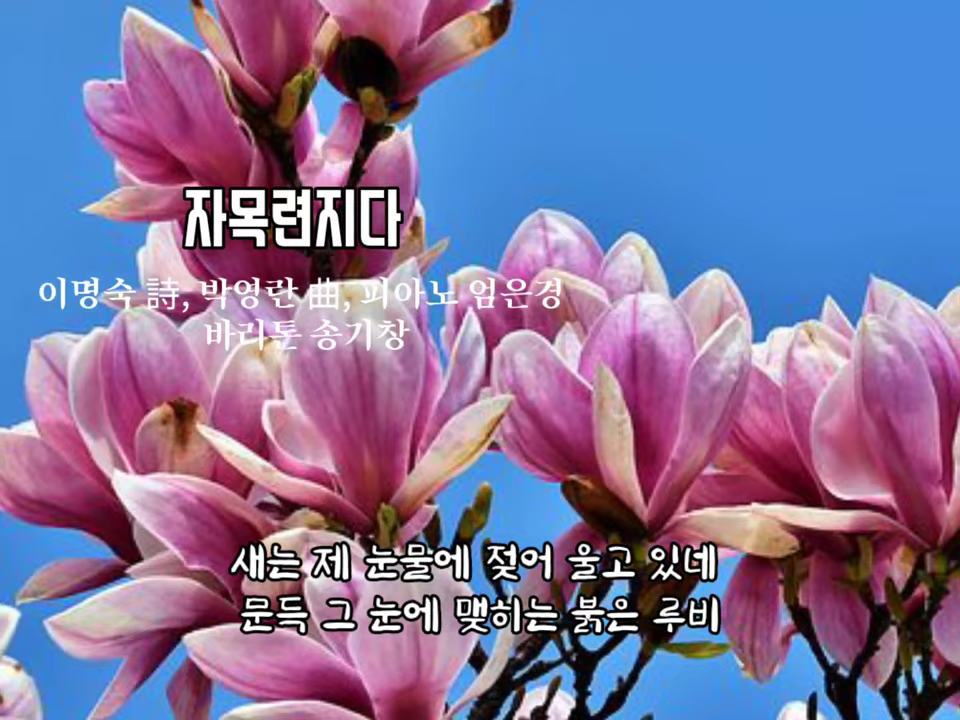 자목련지다
이명숙 詩, 박영란 曲, 피아노 엄은경
바리톤 송기창
새는 제 눈물에 젖어 울고 있네
문득 그 눈에 맺히는 붉은 루비